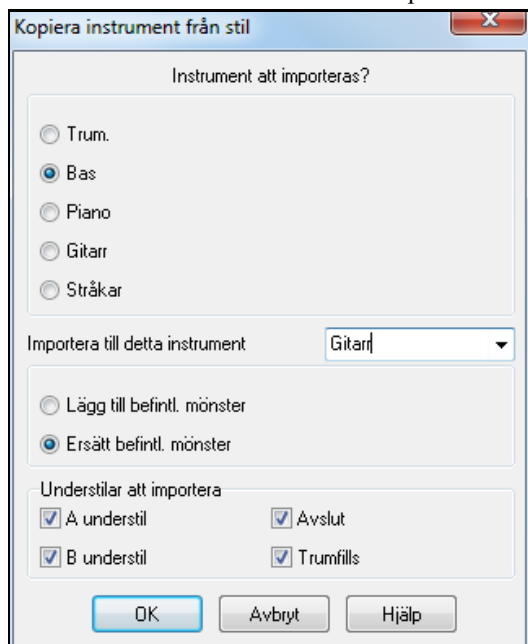 Kopiera instrument från stil
Instrument att importeras?
Trum.
Bas
Piano
Gitarr
Stråkar
Importera till detta instrument Gitarr
Lägg till befintl. mönster
Ersätt befintl. mönster
Understilar att importera
A understil Avslut
B understil Trumfills
OK Avbryt Hjälp